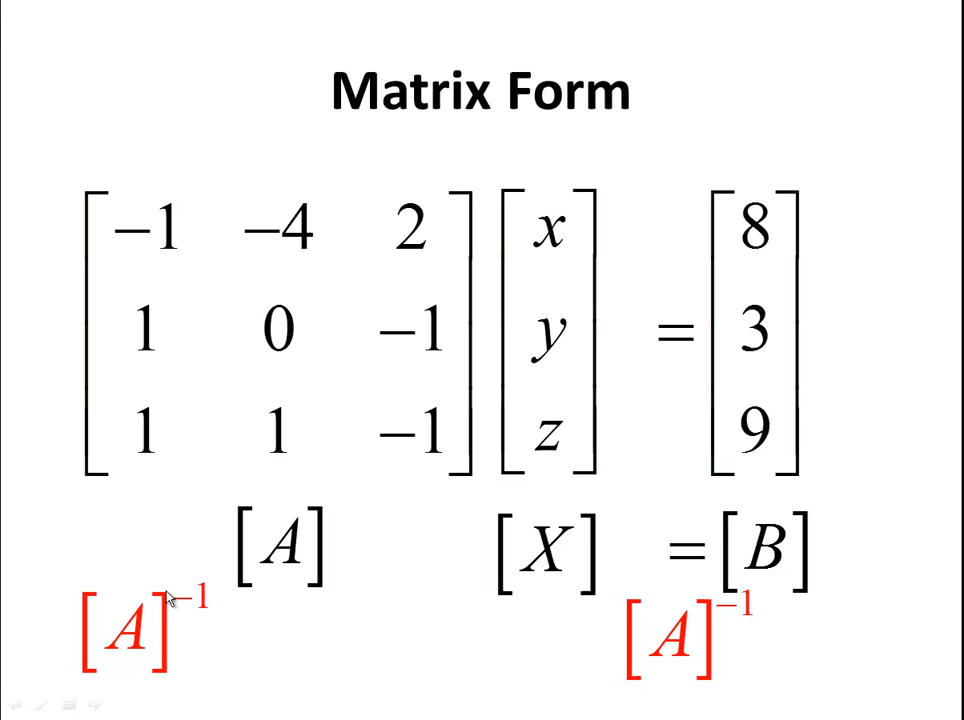 Matrix Form
[−1 −4 2] [x] [8]
[1 0 −1] [y] = [3]
[1 1 −1] [z] [9]
[A] [X] = [B]
[A]⁻¹ [A]⁻¹